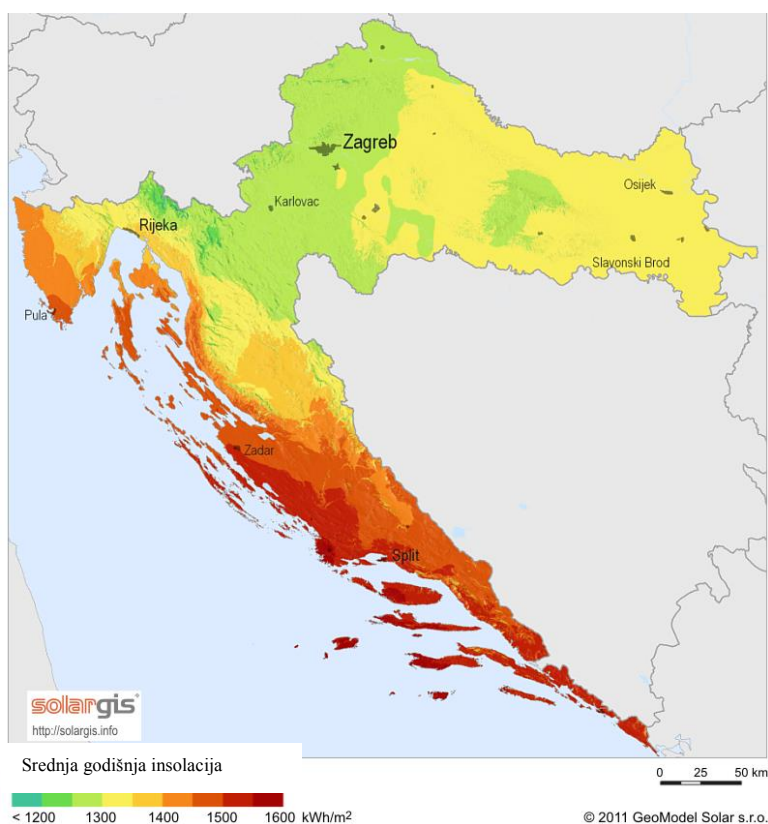 Zagreb
Osijek
Karlovac
Rijeka
Slavonski Brod
Pula
Zadar
Split
solargis
http://solargis.info
Srednja godišnja insolacija
0 25 50 km
< 1200 1300 1400 1500 1600 kWh/m²
© 2011 GeoModel Solar s.r.o.